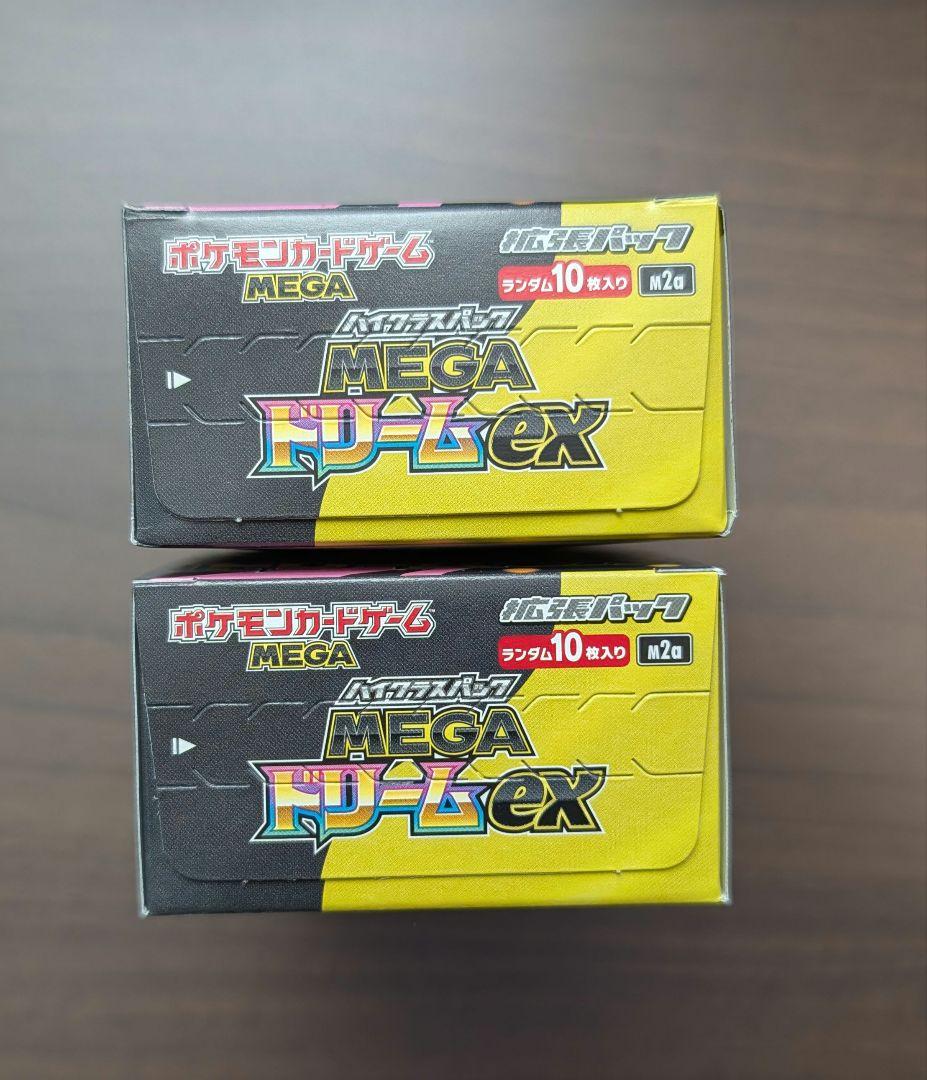 ポケモンカードゲーム
MEGA
拡張パック
ランダム10枚入り
M2a
ハイクラスパック
MEGA
ドリームex
ポケモンカードゲーム
MEGA
拡張パック
ランダム10枚入り
M2a
ハイクラスパック
MEGA
ドリームex